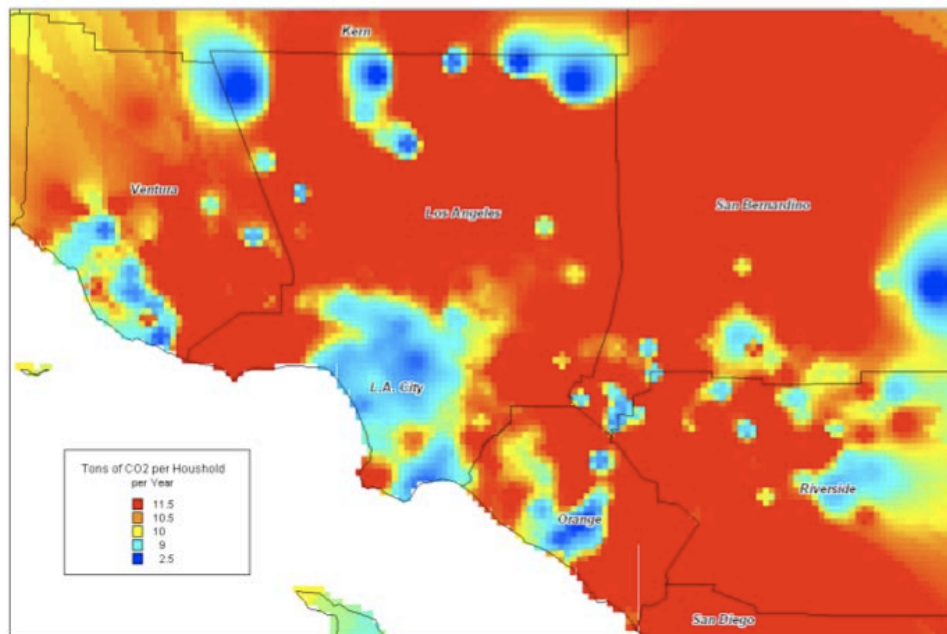 Kern
Ventura
Los Angeles
San Bernardino
L.A. City
Tons of CO2 per Houshold
per Year
11.5
10.5
10
9
2.5
Riverside
Orange
San Diego